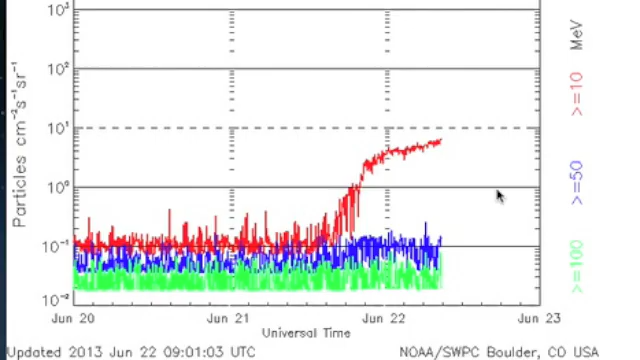 10³
10²
10¹
10⁰
10⁻¹
10⁻²
Particles cm⁻²s⁻¹sr⁻¹
>=10 MeV
>=50
>=100
Jun 20 Jun 21 Jun 22 Jun 23
Universal Time
Updated 2013 Jun 22 09:01:03 UTC NOAA/SWPC Boulder, CO USA